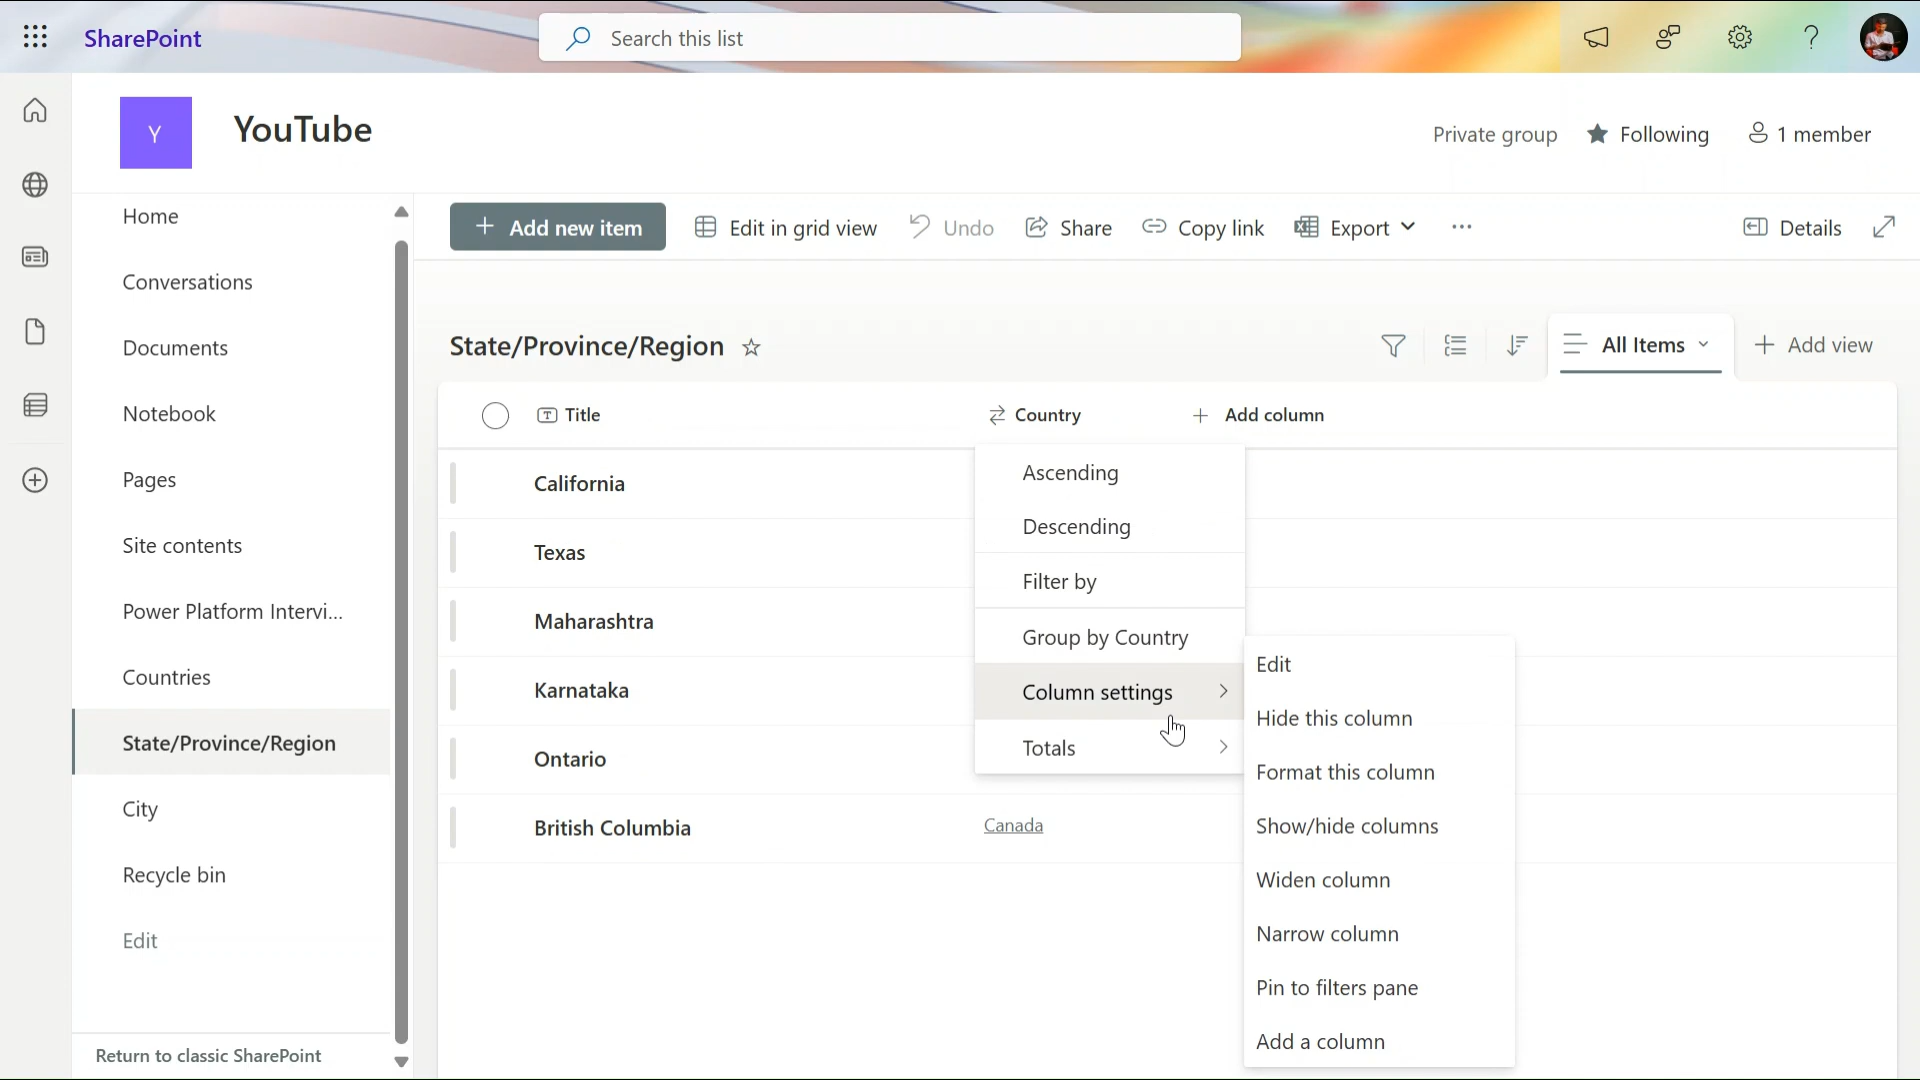 SharePoint
Search this list
Y
YouTube
Private group
Following
1 member
Home
Conversations
Documents
Notebook
Pages
Site contents
Power Platform Intervi...
Countries
State/Province/Region
City
Recycle bin
Edit
Return to classic SharePoint
+ Add new item
Edit in grid view
Undo
Share
Copy link
Export
...
Details
State/Province/Region
All Items
+ Add view
Title
Country
+ Add column
California
Texas
Maharashtra
Karnataka
Ontario
British Columbia
Canada
Ascending
Descending
Filter by
Group by Country
Column settings
Totals
Edit
Hide this column
Format this column
Show/hide columns
Widen column
Narrow column
Pin to filters pane
Add a column